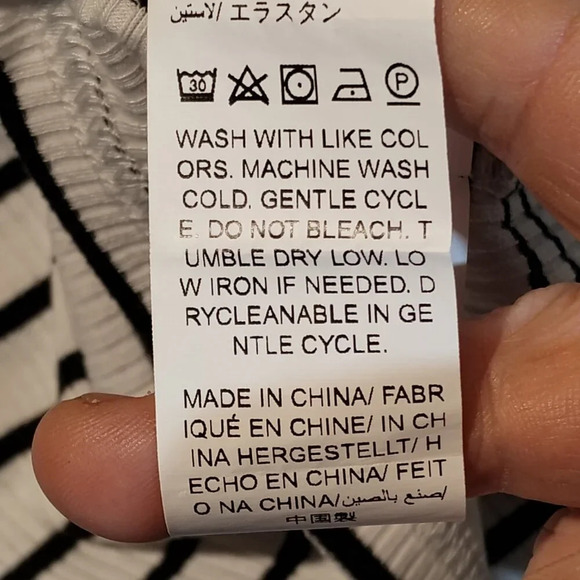 لاستين/ エラスタン
30 P
WASH WITH LIKE COL
ORS. MACHINE WASH
COLD. GENTLE CYCL
E. DO NOT BLEACH. T
UMBLE DRY LOW. LO
W IRON IF NEEDED. D
RYCLEANABLE IN GE
NTLE CYCLE.
MADE IN CHINA/ FABR
IQUÉ EN CHINE/ IN CH
INA HERGESTELLT/ H
ECHO EN CHINA/ FEIT
O NA CHINA/صنع بالصين/
中国製